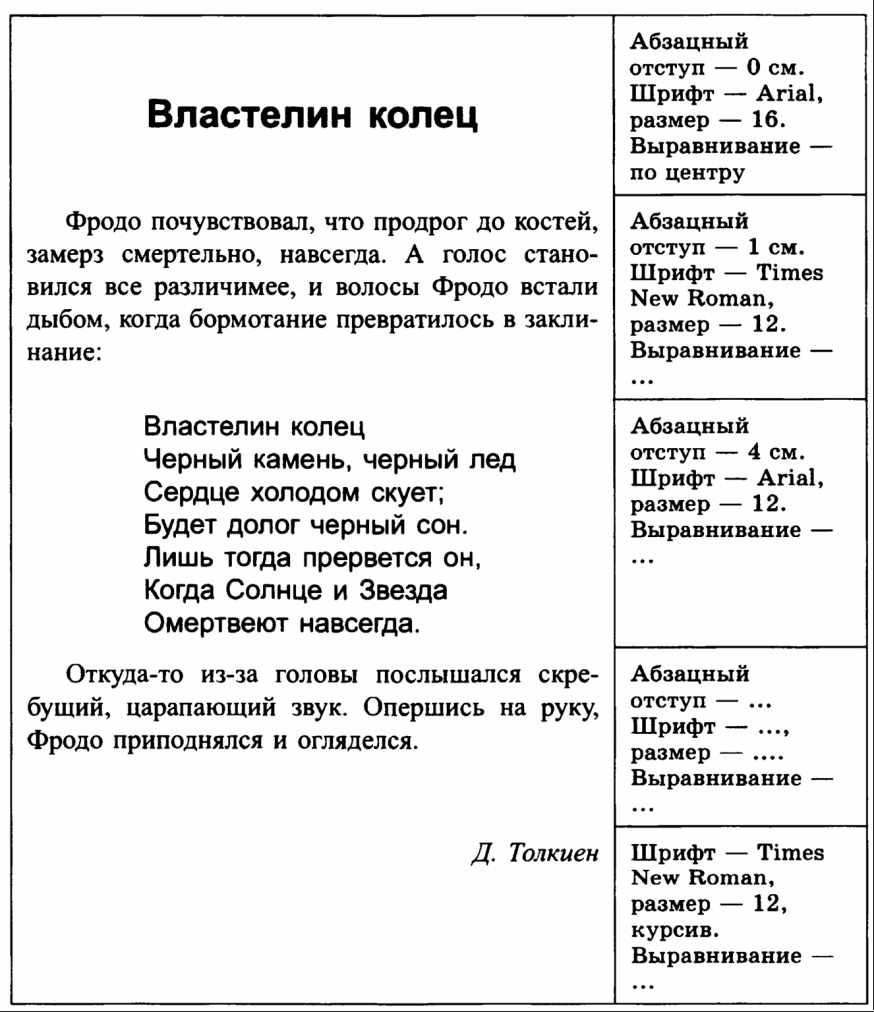 Властелин колец
Абзацный
отступ — 0 см.
Шрифт — Arial,
размер — 16.
Выравнивание —
по центру
Фродо почувствовал, что продрог до костей,
замерз смертельно, навсегда. А голос стано-
вился все различимее, и волосы Фродо встали
дыбом, когда бормотание превратилось в закли-
нание:
Абзацный
отступ — 1 см.
Шрифт — Times
New Roman,
размер — 12.
Выравнивание —
...
Властелин колец
Черный камень, черный лед
Сердце холодом скует;
Будет долог черный сон.
Лишь тогда прервется он,
Когда Солнце и Звезда
Омертвеют навсегда.
Абзацный
отступ — 4 см.
Шрифт — Arial,
размер — 12.
Выравнивание —
...
Откуда-то из-за головы послышался скре-
бущий, царапающий звук. Опершись на руку,
Фродо приподнялся и огляделся.
Абзацный
отступ — ...
Шрифт — ...,
размер — ....
Выравнивание —
...
Д. Толкиен
Шрифт — Times
New Roman,
размер — 12,
курсив.
Выравнивание —
...